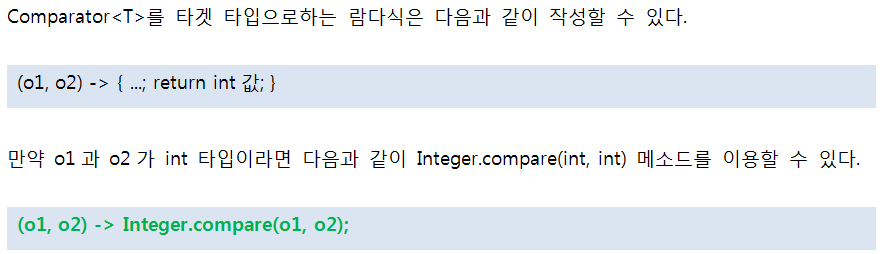 Comparator<T>를 타겟 타입으로하는 람다식은 다음과 같이 작성할 수 있다.
(o1, o2) -> { ...; return int 값; }
만약 o1 과 o2 가 int 타입이라면 다음과 같이 Integer.compare(int, int) 메소드를 이용할 수 있다.
(o1, o2) -> Integer.compare(o1, o2);